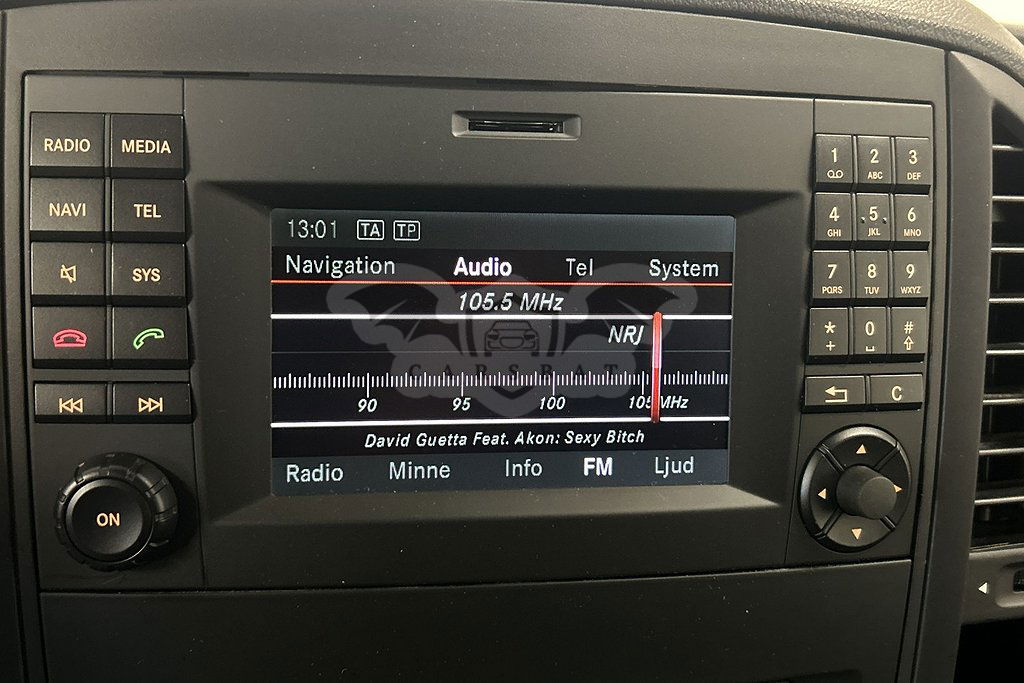 RADIO MEDIA
NAVI TEL
SYS
ON
13:01 TA TP
Navigation Audio Tel System
105.5 MHz
NRJ
90 95 100 105 MHz
David Guetta Feat. Akon: Sexy Bitch
Radio Minne Info FM Ljud
CARSBAT
1 2 3
ABC DEF
4 5 6
GHI JKL MNO
7 8 9
PQRS TUV WXYZ
* 0 #
+
C